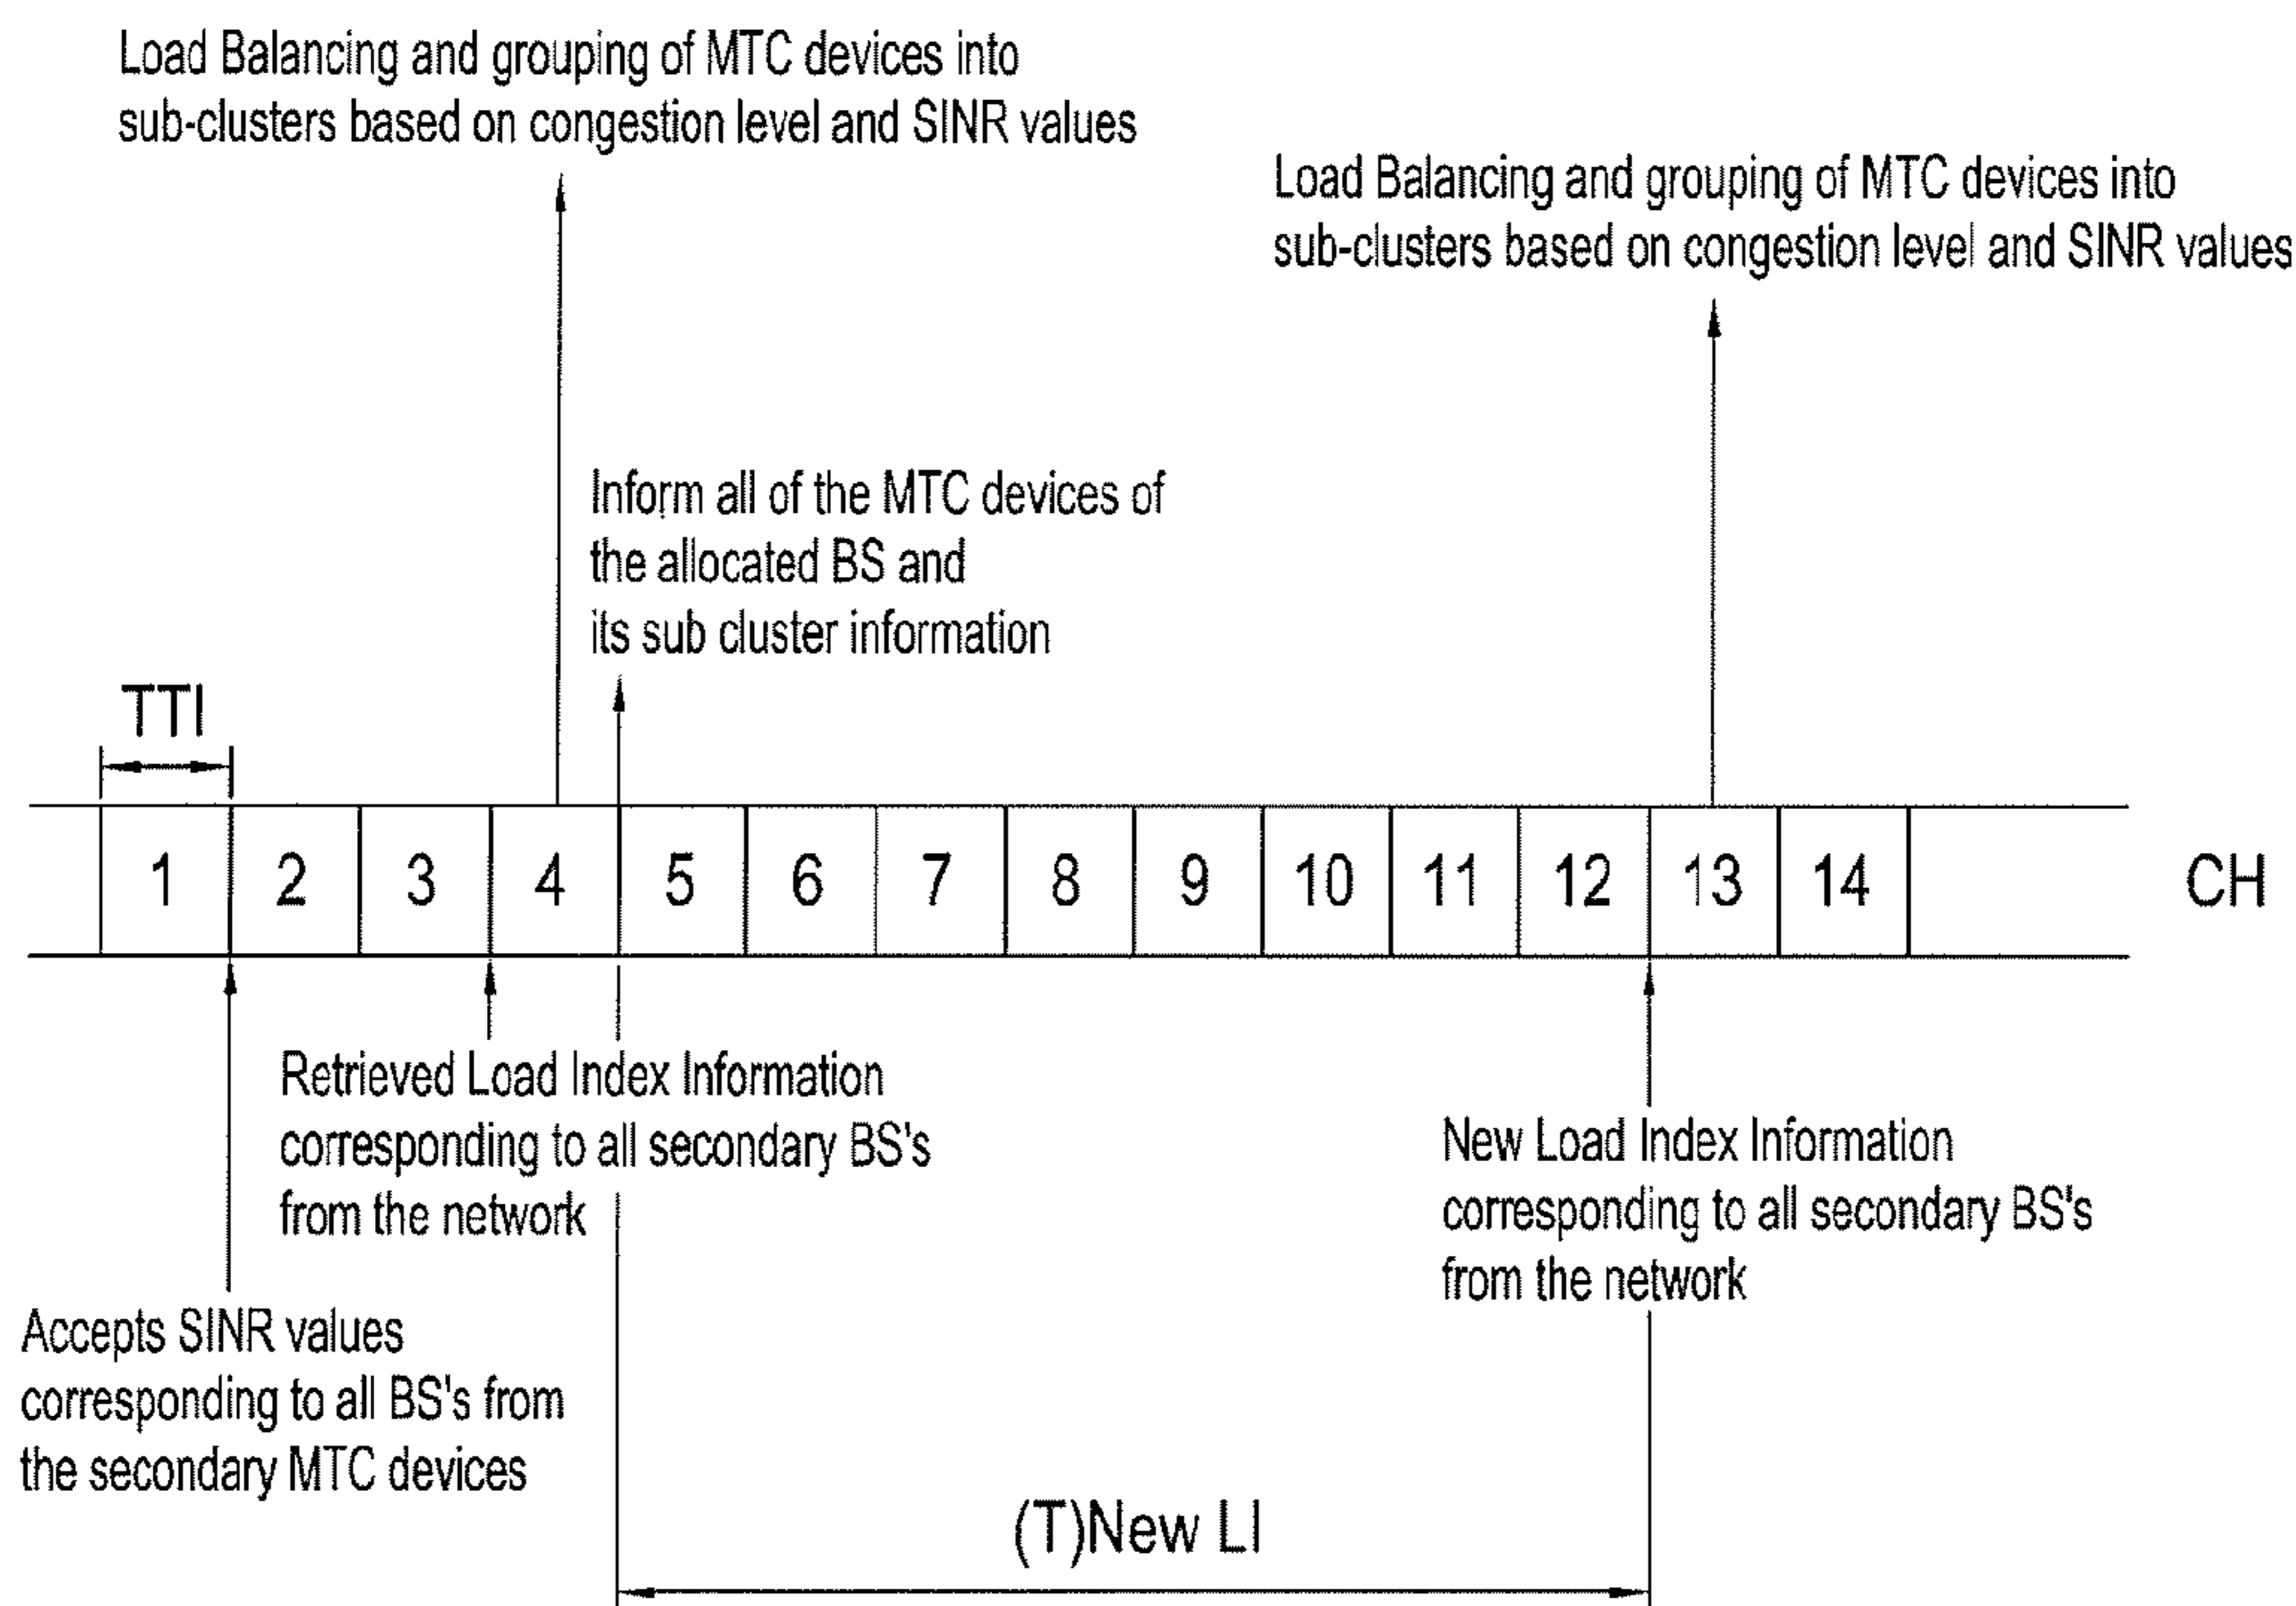 Load Balancing and grouping of MTC devices into
sub-clusters based on congestion level and SINR values
Load Balancing and grouping of MTC devices into
sub-clusters based on congestion level and SINR values
Inform all of the MTC devices of
the allocated BS and
its sub cluster information
TTI
1 2 3 4 5 6 7 8 9 10 11 12 13 14 CH
Retrieved Load Index Information
corresponding to all secondary BS's
from the network
New Load Index Information
corresponding to all secondary BS's
from the network
Accepts SINR values
corresponding to all BS's from
the secondary MTC devices
(T)New LI